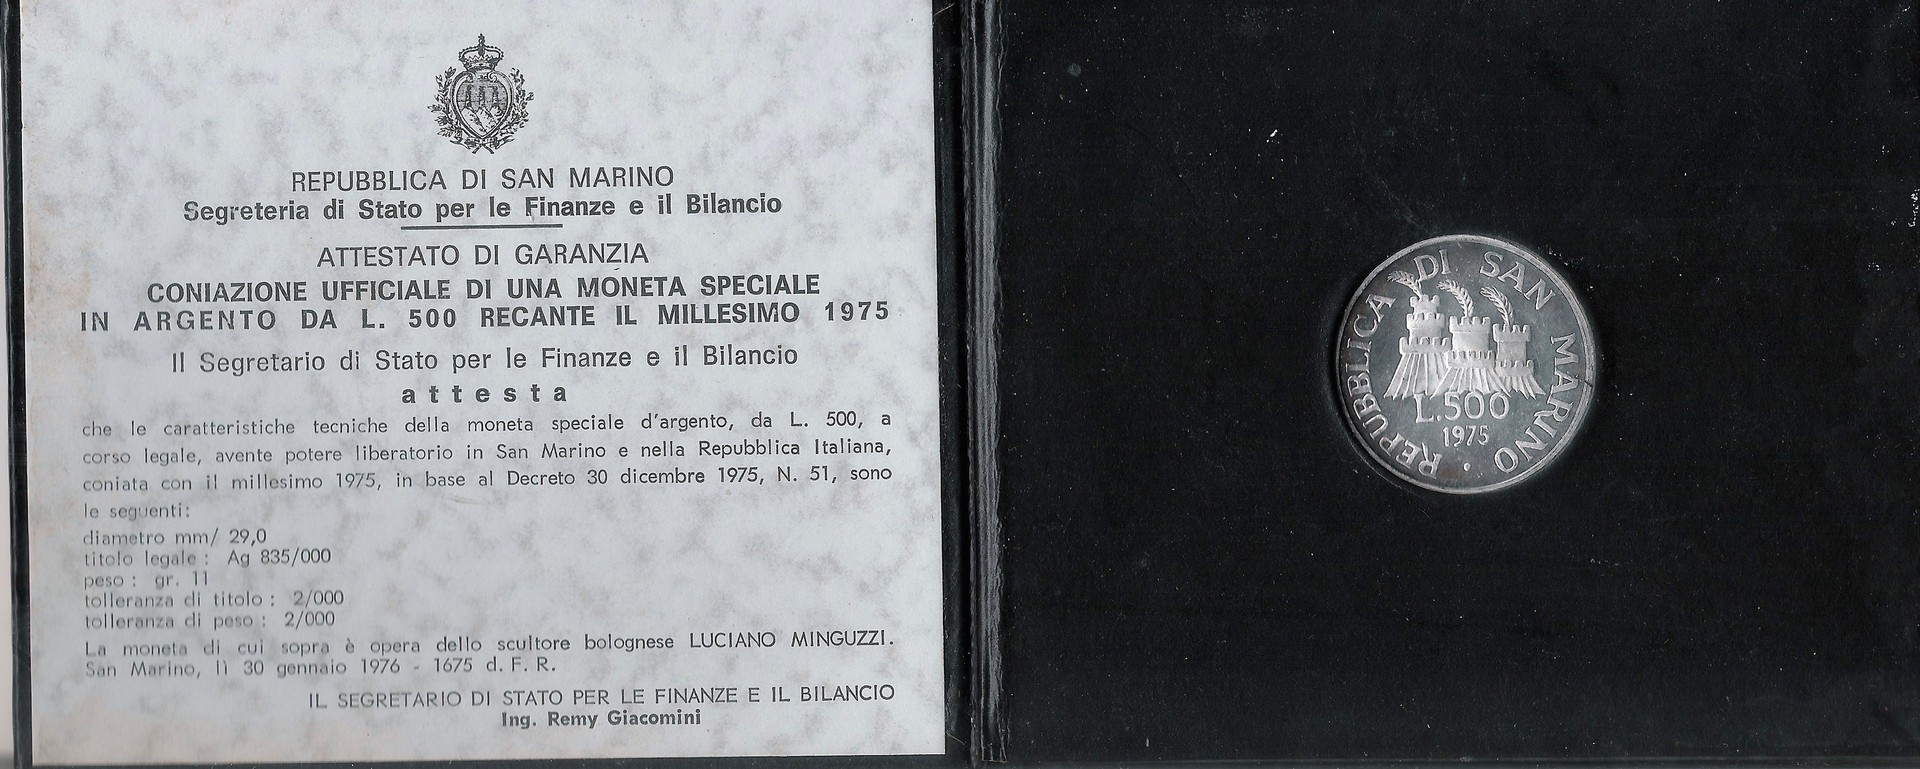 REPUBBLICA DI SAN MARINO
Segreteria di Stato per le Finanze e il Bilancio
ATTESTATO DI GARANZIA
CONIAZIONE UFFICIALE DI UNA MONETA SPECIALE
IN ARGENTO DA L. 500 RECANTE IL MILLESIMO 1975
Il Segretario di Stato per le Finanze e il Bilancio
attesta
che le caratteristiche tecniche della moneta speciale d'argento, da L. 500, a
corso legale, avente potere liberatorio in San Marino e nella Repubblica Italiana,
coniata con il millesimo 1975, in base al Decreto 30 dicembre 1975, N. 51, sono
le seguenti:
diametro mm/ 29,0
titolo legale : Ag 835/000
peso : gr. 11
tolleranza di titolo : 2/000
tolleranza di peso : 2/000
La moneta di cui sopra è opera dello scultore bolognese LUCIANO MINGUZZI.
San Marino, lì 30 gennaio 1976 - 1675 d. F. R.
IL SEGRETARIO DI STATO PER LE FINANZE E IL BILANCIO
Ing. Remy Giacomini
REPUBBLICA DI SAN MARINO ·
L.500
1975